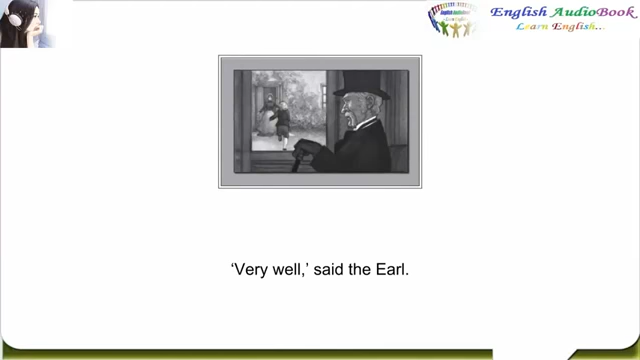 English AudioBook
Learn English...
‘Very well,’ said the Earl.